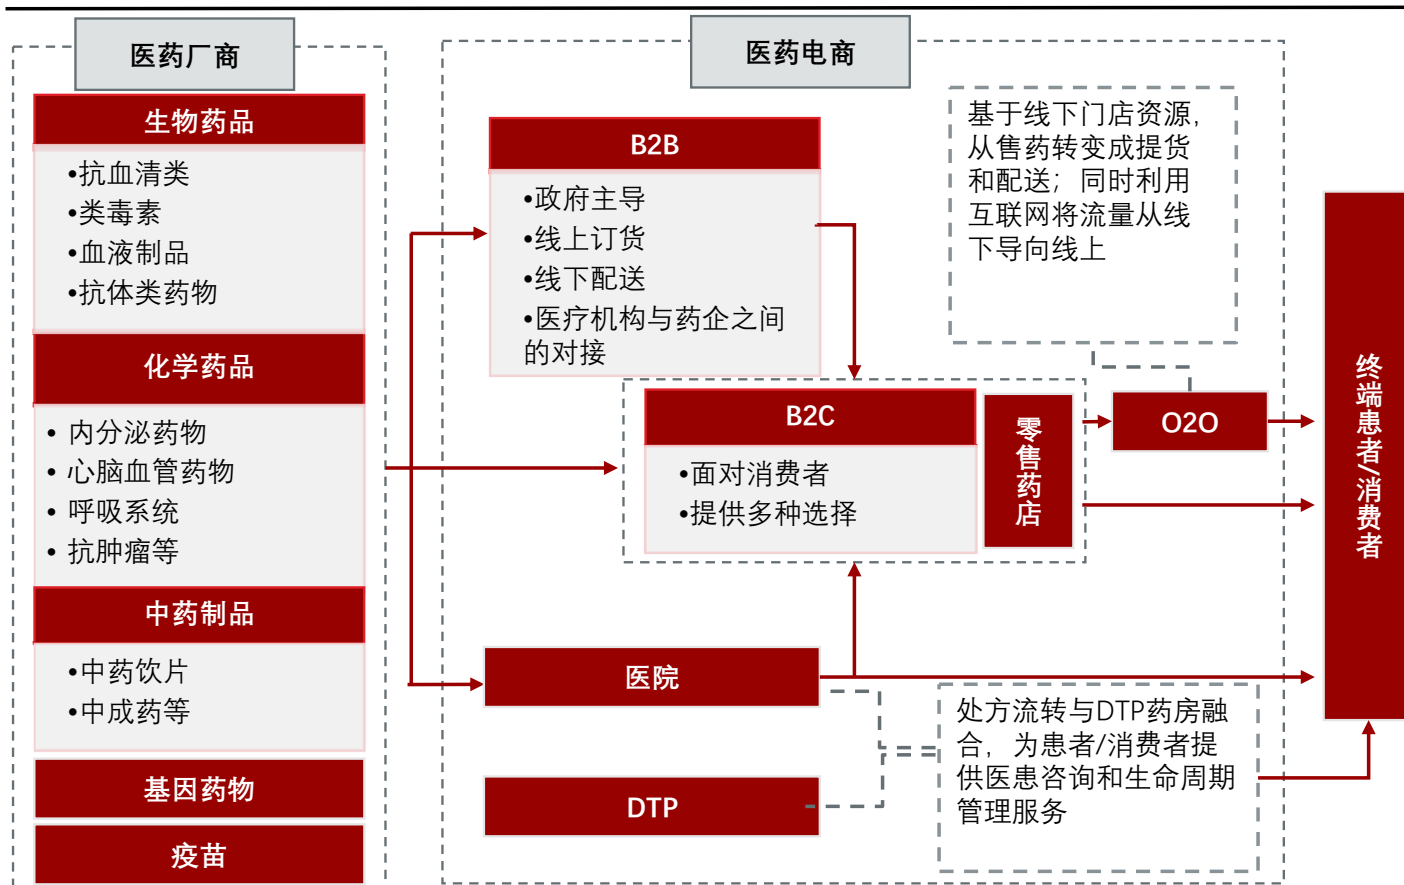 医药厂商
生物药品
•抗血清类
•类毒素
•血液制品
•抗体类药物
化学药品
• 内分泌药物
• 心脑血管药物
• 呼吸系统
• 抗肿瘤等
中药制品
•中药饮片
•中成药等
基因药物
疫苗
医药电商
B2B
•政府主导
•线上订货
•线下配送
•医疗机构与药企之间
的对接
基于线下门店资源，
从售药转变成提货
和配送；同时利用
互联网将流量从线
下导向线上
B2C
•面对消费者
•提供多种选择
零售药店
O2O
医院
DTP
处方流转与DTP药房融
合，为患者/消费者提
供医患咨询和生命周期
管理服务
终端患者/消费者